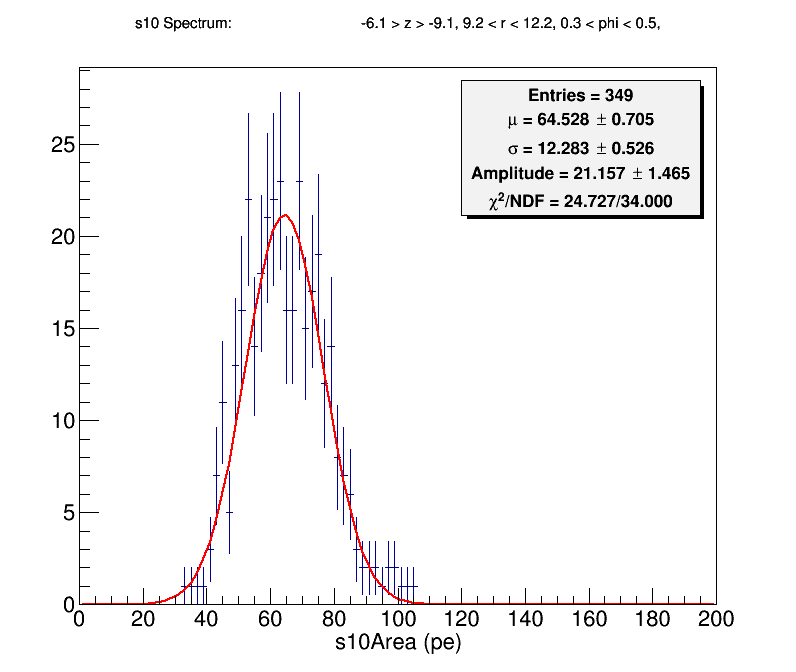 s10 Spectrum: -6.1 > z > -9.1, 9.2 < r < 12.2, 0.3 < phi < 0.5,
Entries = 349
μ = 64.528 ± 0.705
σ = 12.283 ± 0.526
Amplitude = 21.157 ± 1.465
χ²/NDF = 24.727/34.000
25
20
15
10
5
0
0 20 40 60 80 100 120 140 160 180 200
s10Area (pe)